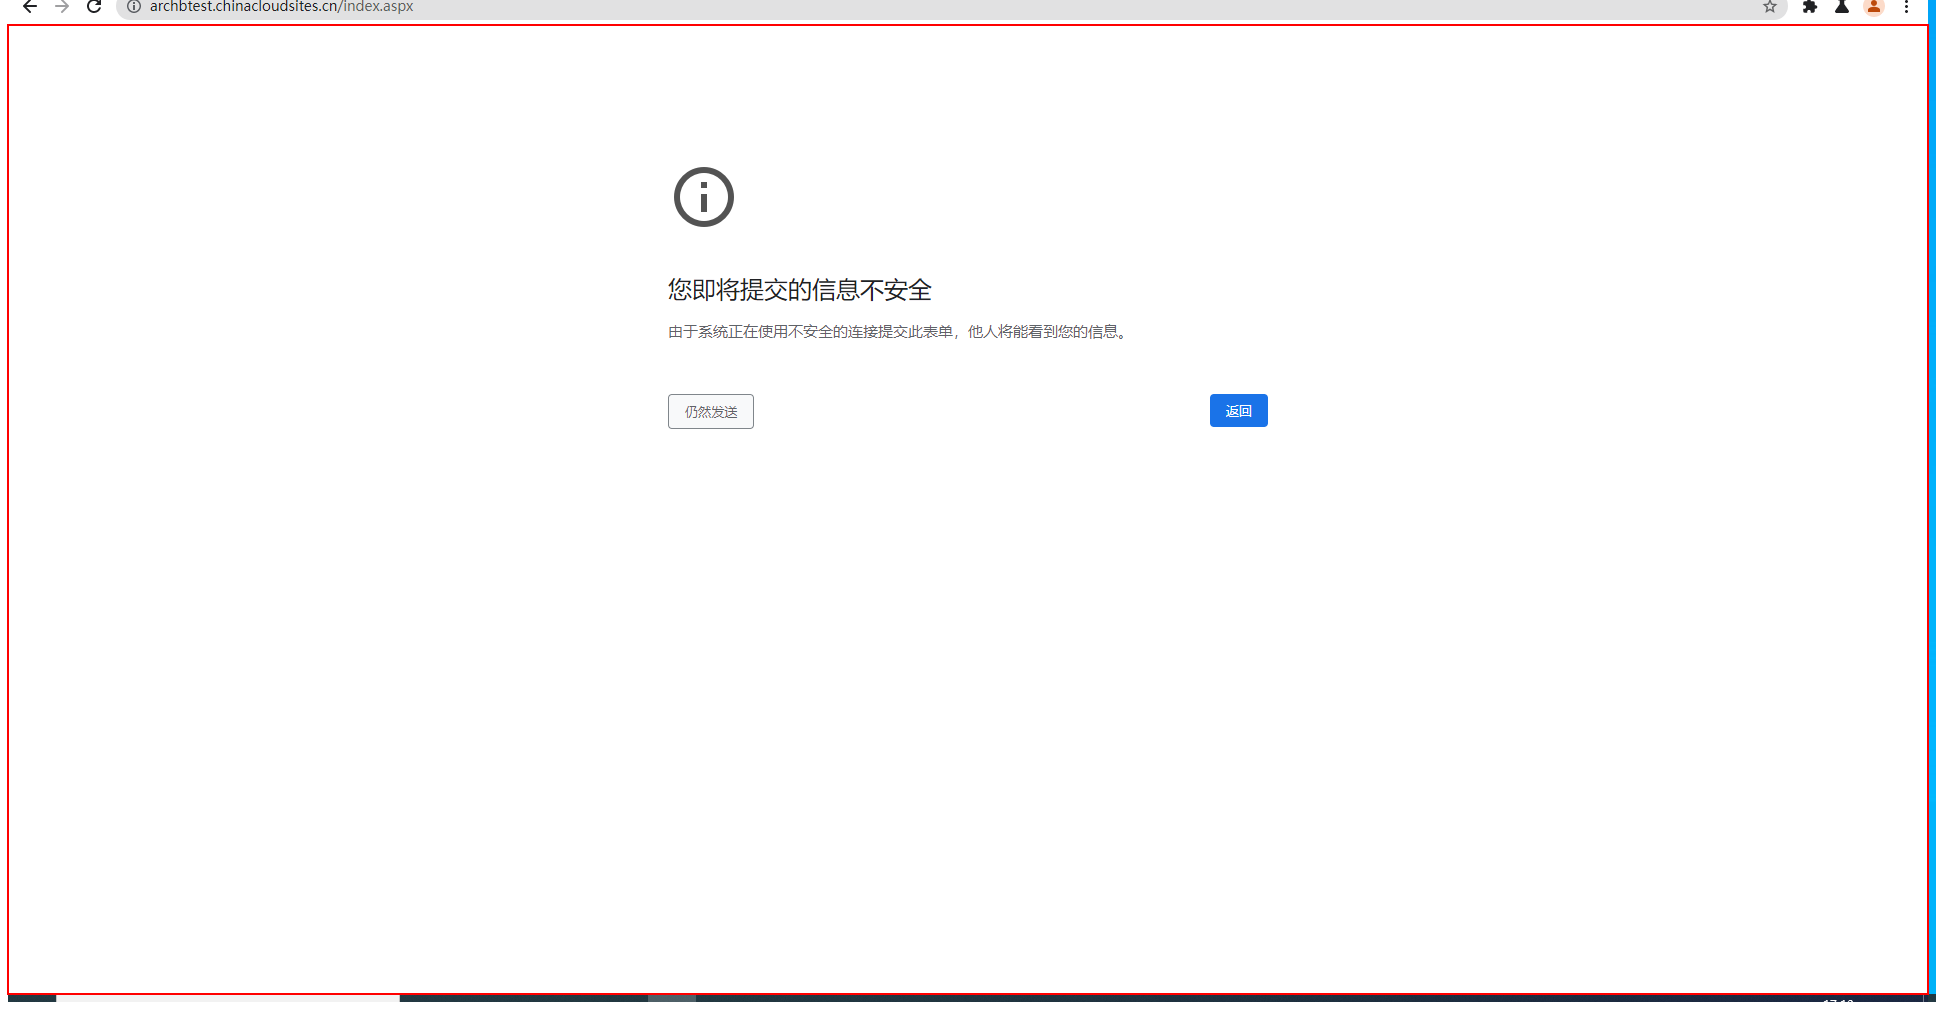 archbtest.chinacloudsites.cn/index.aspx
您即将提交的信息不安全
由于系统正在使用不安全的连接提交此表单，他人将能看到您的信息。
仍然发送
返回